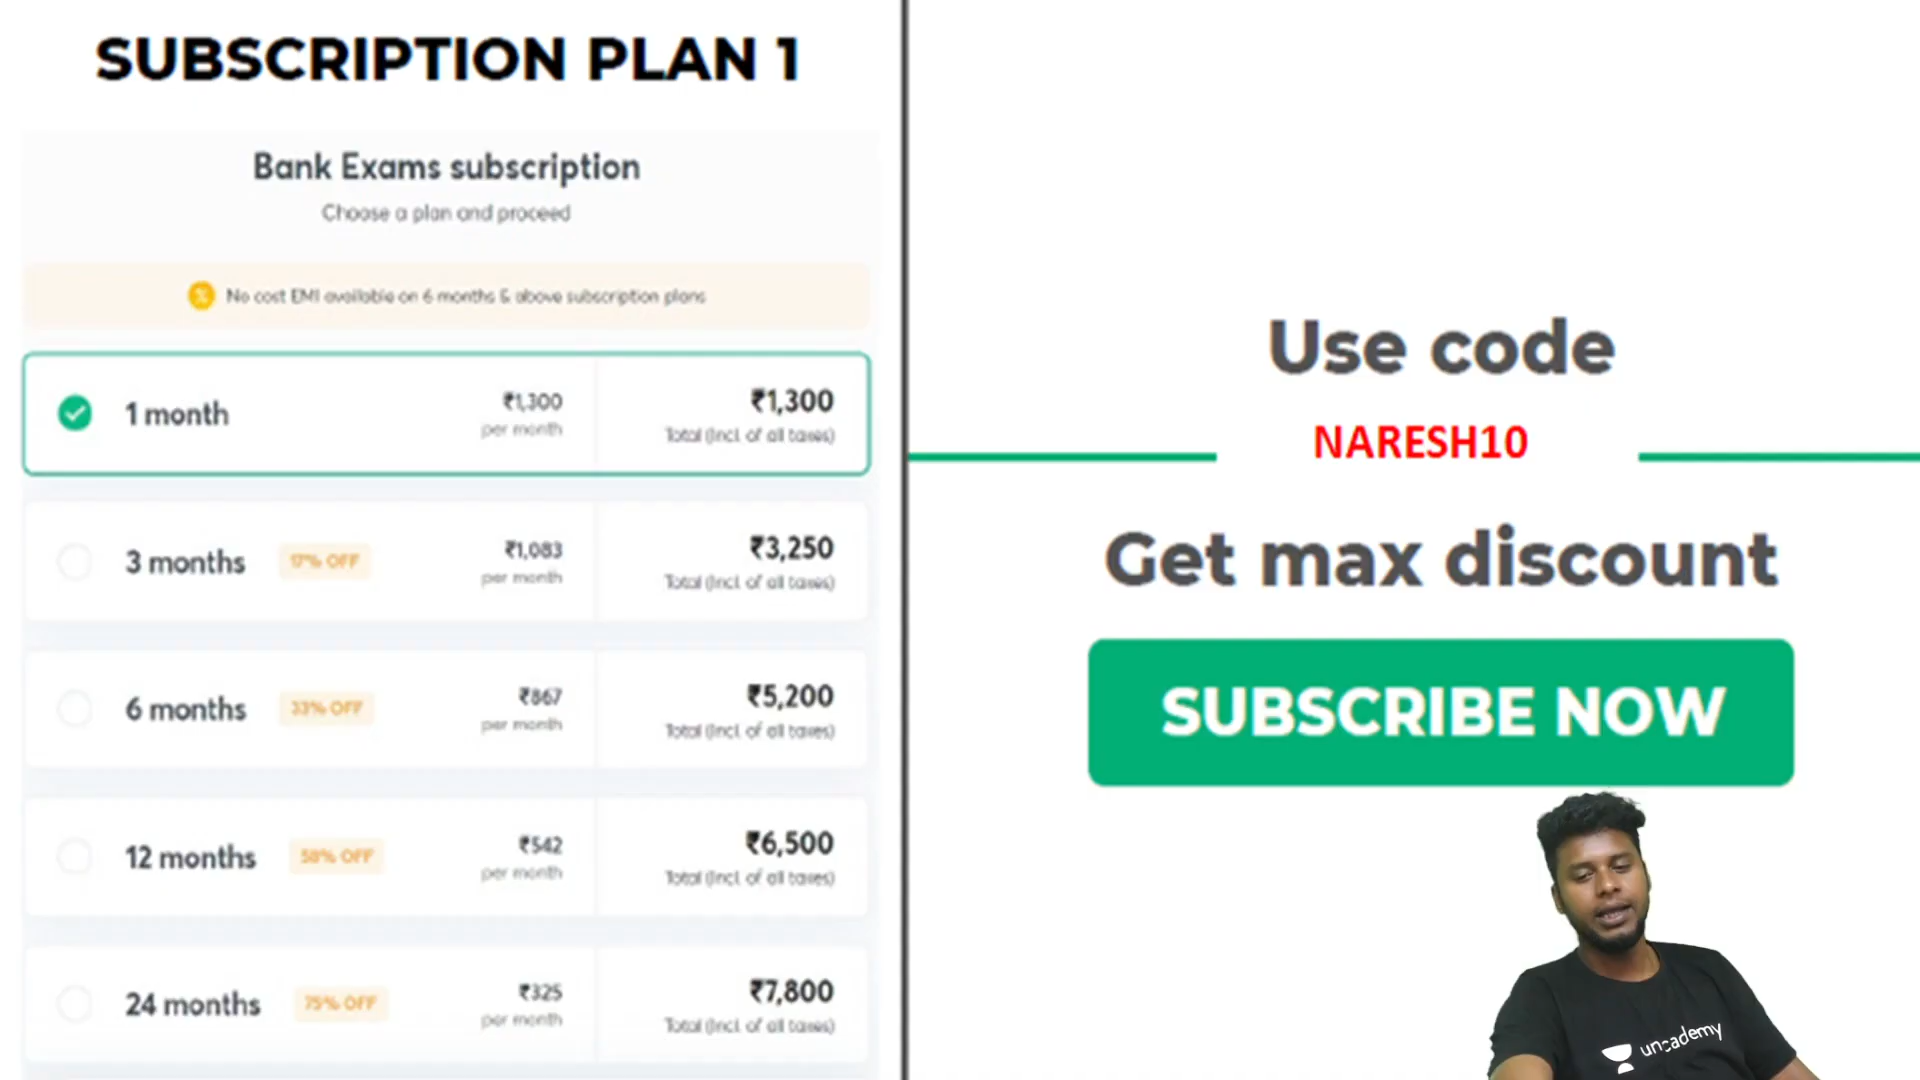 SUBSCRIPTION PLAN 1
Bank Exams subscription
Choose a plan and proceed
No cost EMI available on 6 months & above subscription plans
1 month ₹1,300 ₹1,300
per month Total (Incl. of all taxes)
3 months 17% OFF ₹1,083 ₹3,250
per month Total (Incl. of all taxes)
6 months 33% OFF ₹867 ₹5,200
per month Total (Incl. of all taxes)
12 months 58% OFF ₹542 ₹6,500
per month Total (Incl. of all taxes)
24 months 75% OFF ₹325 ₹7,800
per month Total (Incl. of all taxes)
Use code
NARESH10
Get max discount
SUBSCRIBE NOW
unacademy